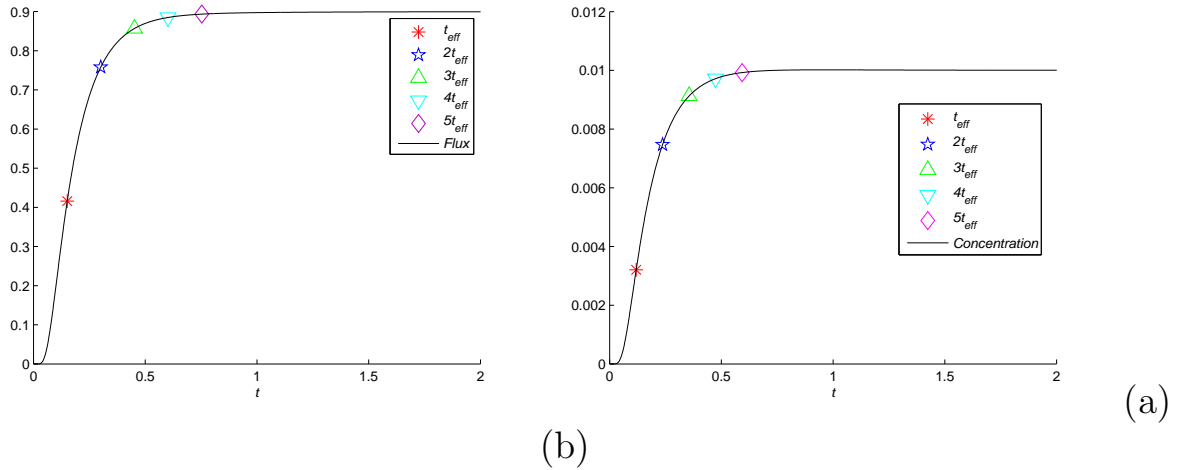 0.9
0.8
0.7
0.6
0.5
0.4
0.3
0.2
0.1
0
0 0.5 1 1.5 2
t
t_eff
2t_eff
3t_eff
4t_eff
5t_eff
Flux
0.012
0.01
0.008
0.006
0.004
0.002
0
0 0.5 1 1.5 2
t
t_eff
2t_eff
3t_eff
4t_eff
5t_eff
Concentration
(a)
(b)